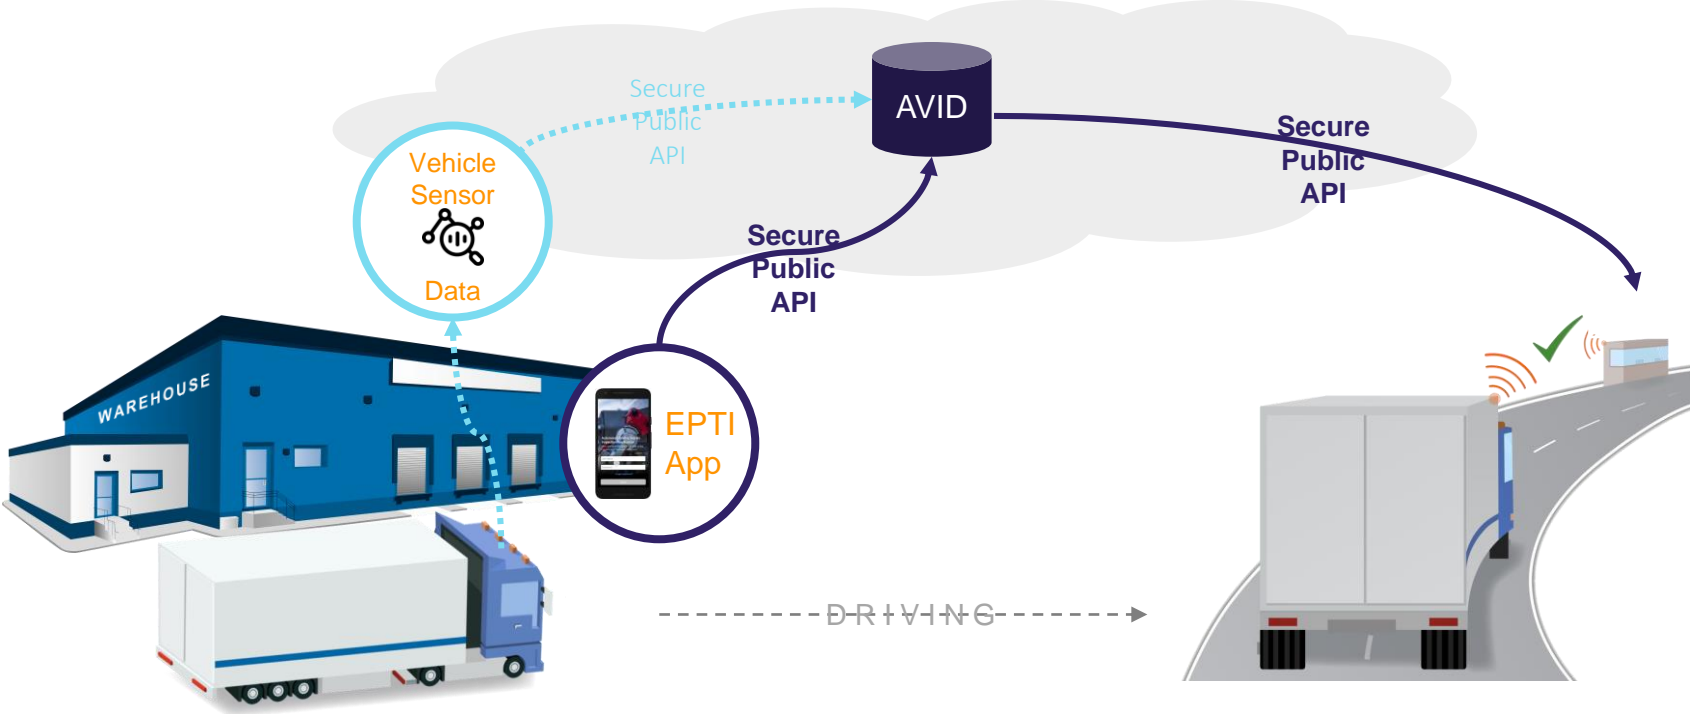 Secure
Public
API
AVID
Secure
Public
API
Vehicle
Sensor
Data
Secure
Public
API
WAREHOUSE
EPTI
App
DRIVING